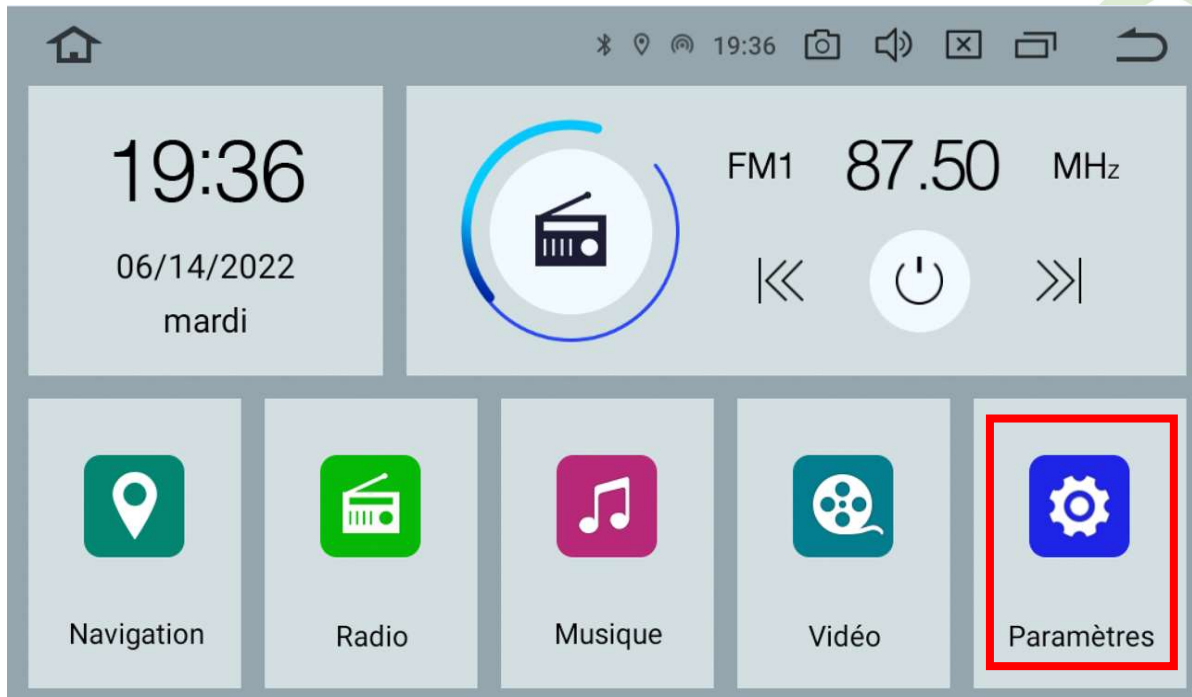 19:36
19:36
06/14/2022
mardi
FM1 87.50 MHz
Navigation
Radio
Musique
Vidéo
Paramètres